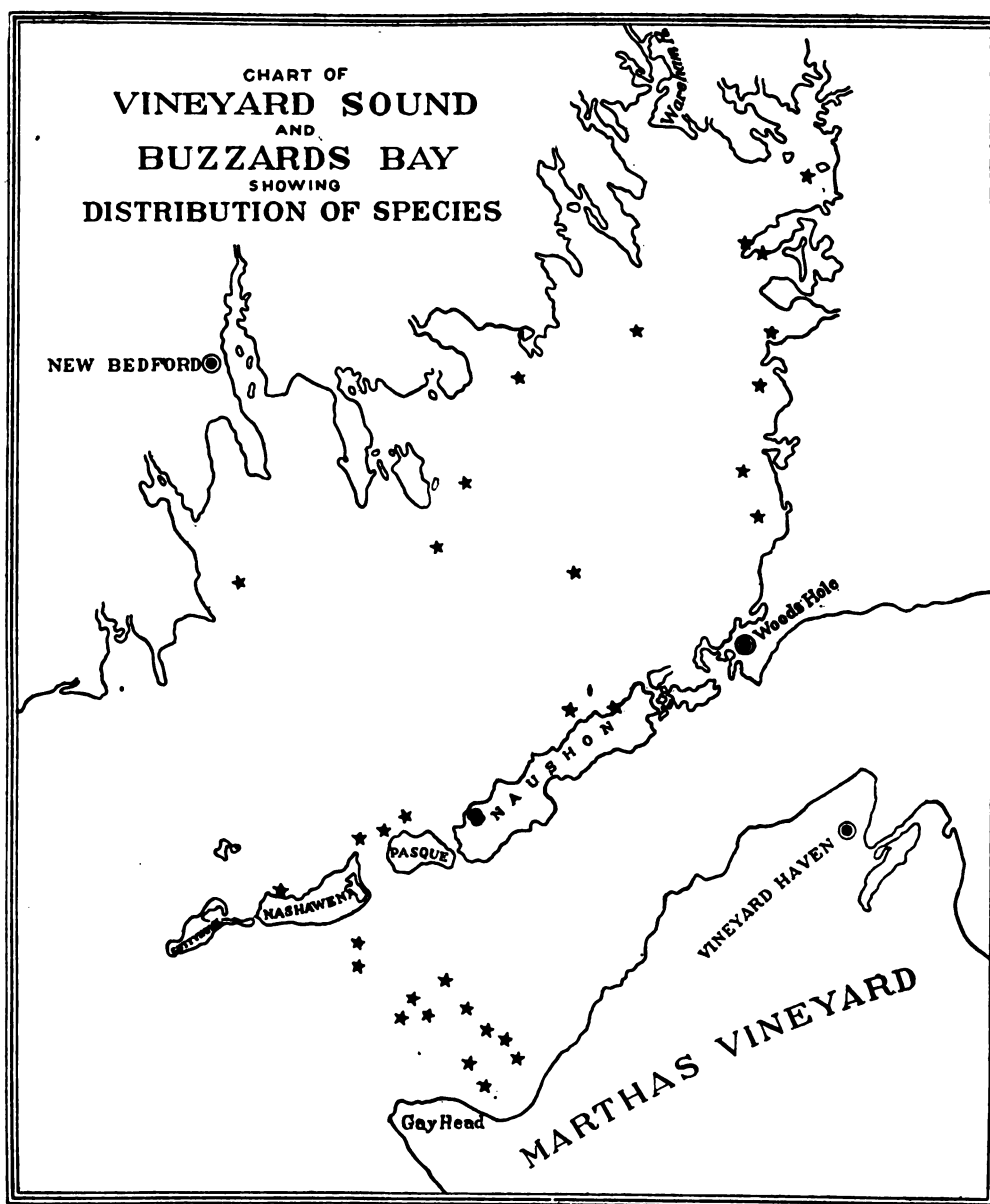 CHART OF
VINEYARD SOUND
AND
BUZZARDS BAY
SHOWING
DISTRIBUTION OF SPECIES
Wareham R.
NEW BEDFORD
Woods Hole
NAUSHON
PASQUE
NASHAWENA
VINEYARD HAVEN
MARTHAS VINEYARD
Gay Head